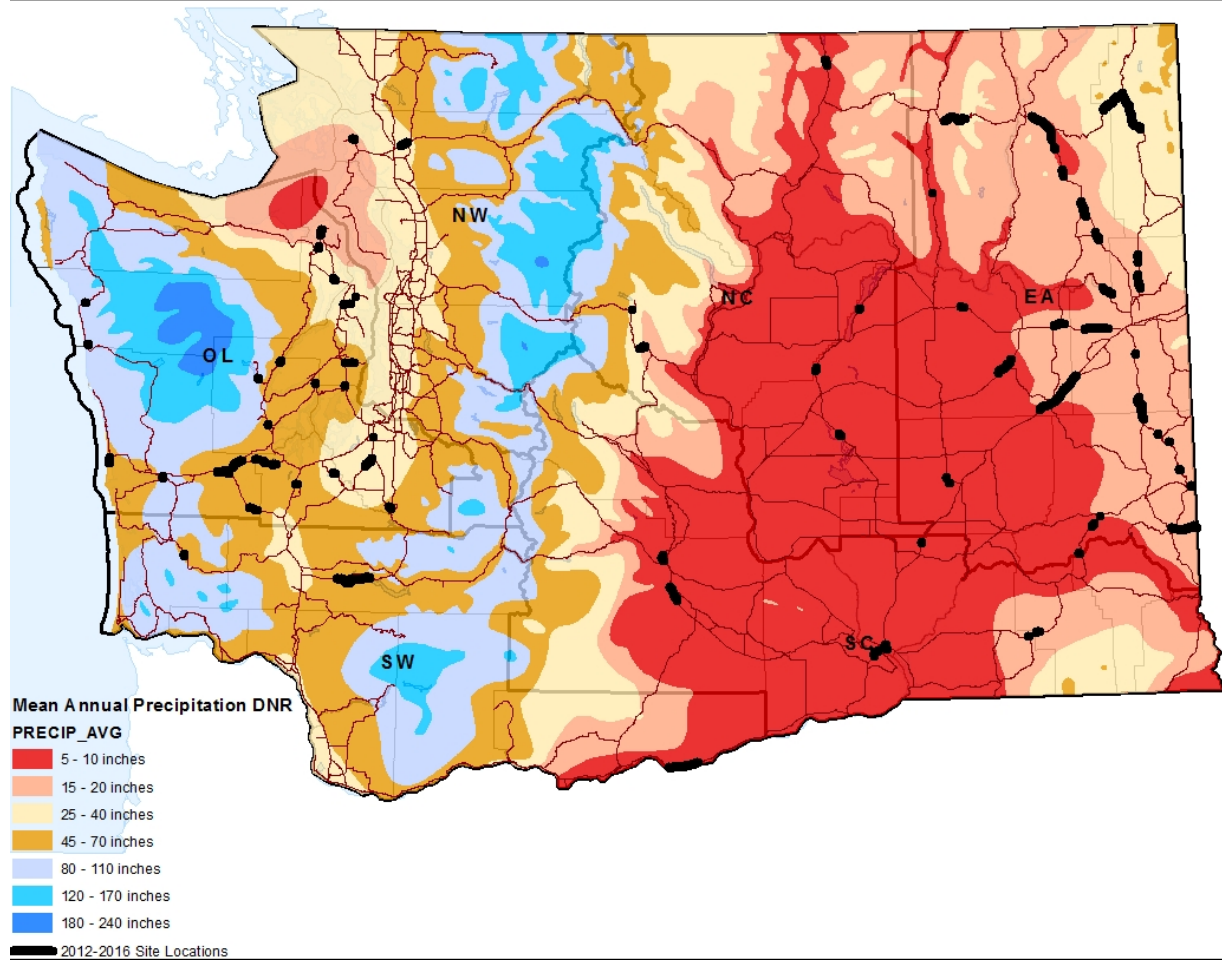 NW
NC
EA
OL
SC
SW
Mean Annual Precipitation DNR
PRECIP_AVG
5 - 10 inches
15 - 20 inches
25 - 40 inches
45 - 70 inches
80 - 110 inches
120 - 170 inches
180 - 240 inches
2012-2016 Site Locations